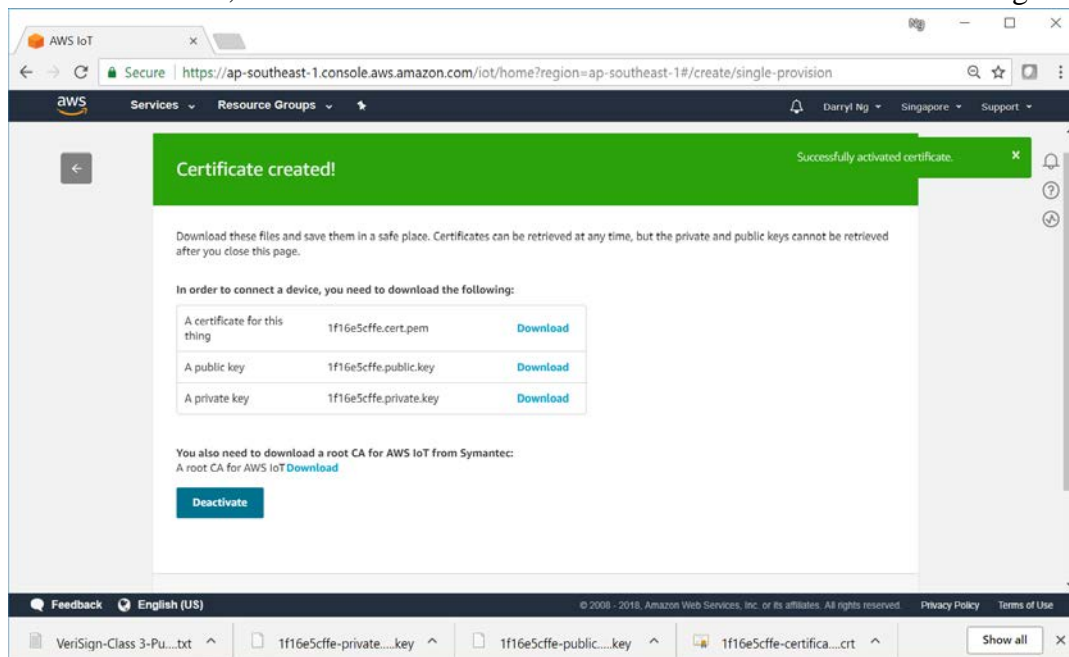 AWS IoT
Secure https://ap-southeast-1.console.aws.amazon.com/iot/home?region=ap-southeast-1#/create/single-provision
aws Services Resource Groups Darryl Ng Singapore Support
Certificate created!
Successfully activated certificate.
Download these files and save them in a safe place. Certificates can be retrieved at any time, but the private and public keys cannot be retrieved
after you close this page.
In order to connect a device, you need to download the following:
A certificate for this
thing
1f16e5cffe.cert.pem Download
A public key 1f16e5cffe.public.key Download
A private key 1f16e5cffe.private.key Download
You also need to download a root CA for AWS IoT from Symantec:
A root CA for AWS IoT Download
Deactivate
Feedback English (US) © 2008 - 2018, Amazon Web Services, Inc. or its affiliates. All rights reserved. Privacy Policy Terms of Use
VeriSign-Class 3-Pu....txt 1f16e5cffe-private.....key 1f16e5cffe-public.....key 1f16e5cffe-certifica....crt Show all